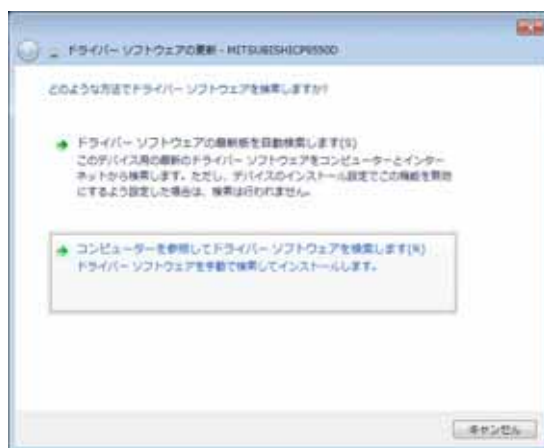 ドライバー ソフトウェアの更新 - MITSUBISHICP9550D
どのような方法でドライバー ソフトウェアを検索しますか?
ドライバー ソフトウェアの最新版を自動検索します(S)
このデバイス用の最新のドライバー ソフトウェアをコンピューターとインター
ネットから検索します。ただし、デバイスのインストール設定でこの機能を無効
にするよう設定した場合は、検索は行われません。
コンピューターを参照してドライバー ソフトウェアを検索します(R)
ドライバー ソフトウェアを手動で検索してインストールします。
キャンセル